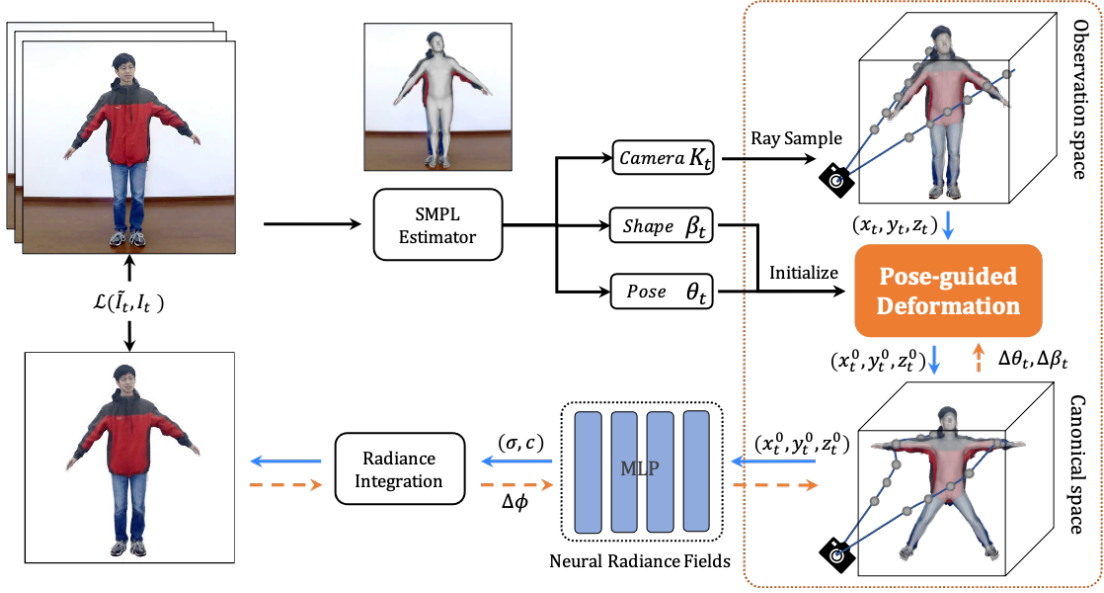 SMPL
Estimator
Camera K_t
Shape β_t
Pose θ_t
Ray Sample
Initialize
Observation space
(x_t, y_t, z_t)
Pose-guided
Deformation
(x_t^0, y_t^0, z_t^0)
Δθ_t, Δβ_t
Canonical space
ℒ(Ĩ_t, I_t)
Radiance
Integration
(σ, c)
Δϕ
MLP
(x_t^0, y_t^0, z_t^0)
Neural Radiance Fields